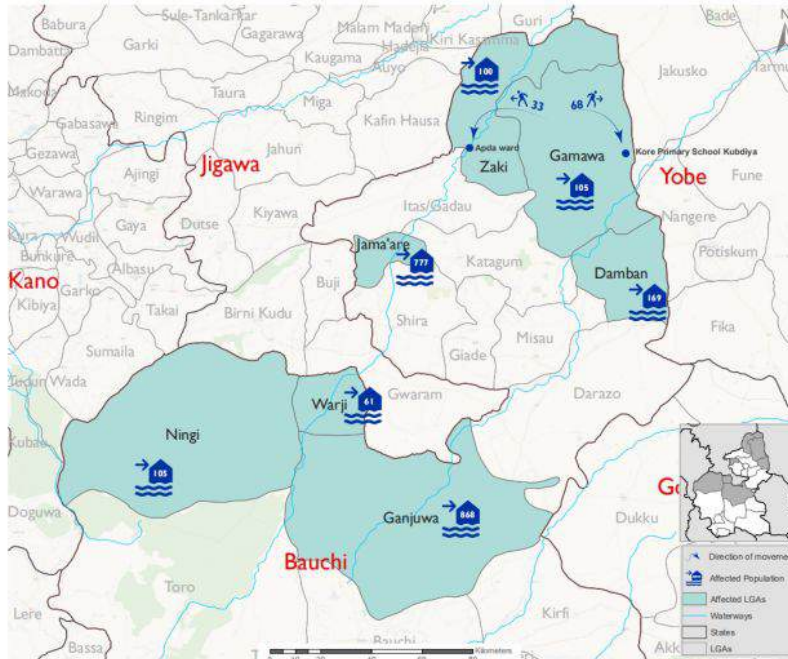 Babura
Sule-Tankarkar
Gagarawa
Guri
Bade
Dambatta
Garki
Malam Madori
Hadejia
Kiri Kasamma
Kaugama
Auyo
Jakusko
Tarmu
Makoda
Taura
Miga
100
Gabasawa
Ringim
Kafin Hausa
33
68
Gezawa
Jahun
Apda ward
Kore Primary School Kubdiya
Ajingi
Jigawa
Zaki
Gamawa
Yobe
Fune
Warawa
105
Gaya
Dutse
Kiyawa
Itas/Gadau
Nangere
Kura
Wudil
Jama'are
Bunkure
Albasu
777
Katagum
Damban
Potiskum
Kano
Garko
Buji
Kibiya
Takai
Birni Kudu
169
Shira
Misau
Fika
Sumaila
Giade
Tudun Wada
Warji
61
Gwaram
Darazo
Ningi
Kubau
105
Ganjuwa
868
Doguwa
Dukku
Bauchi
Toro
Kirfi
Lere
Bassa
Bauchi
Kilometers
Direction of moveme
Affected Population
Affected LGAs
Waterways
States
LGAs